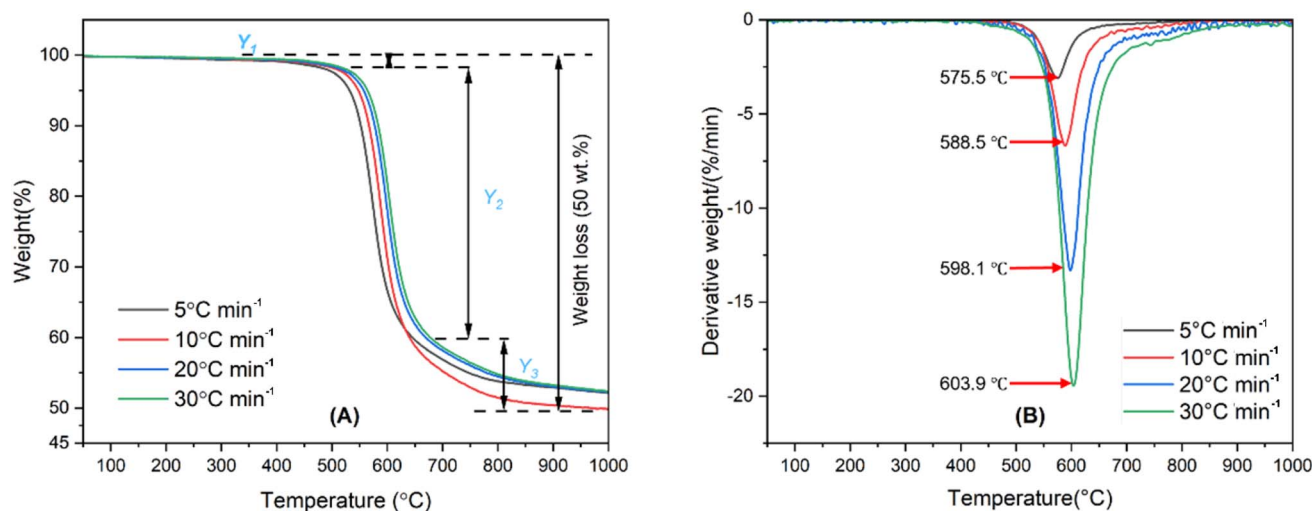 100
90
80
70
60
50
45
Weight(%)
Y1
Y2
Y3
Weight loss (50 wt.%)
5°C min-1
10°C min-1
20°C min-1
30°C min-1
(A)
100 200 300 400 500 600 700 800 900 1000
Temperature (°C)
0
-5
-10
-15
-20
Derivative weight/(%/min)
575.5 ℃
588.5 ℃
598.1 ℃
603.9 ℃
5°C min-1
10°C min-1
20°C min-1
30°C min-1
(B)
100 200 300 400 500 600 700 800 900 1000
Temperature(°C)